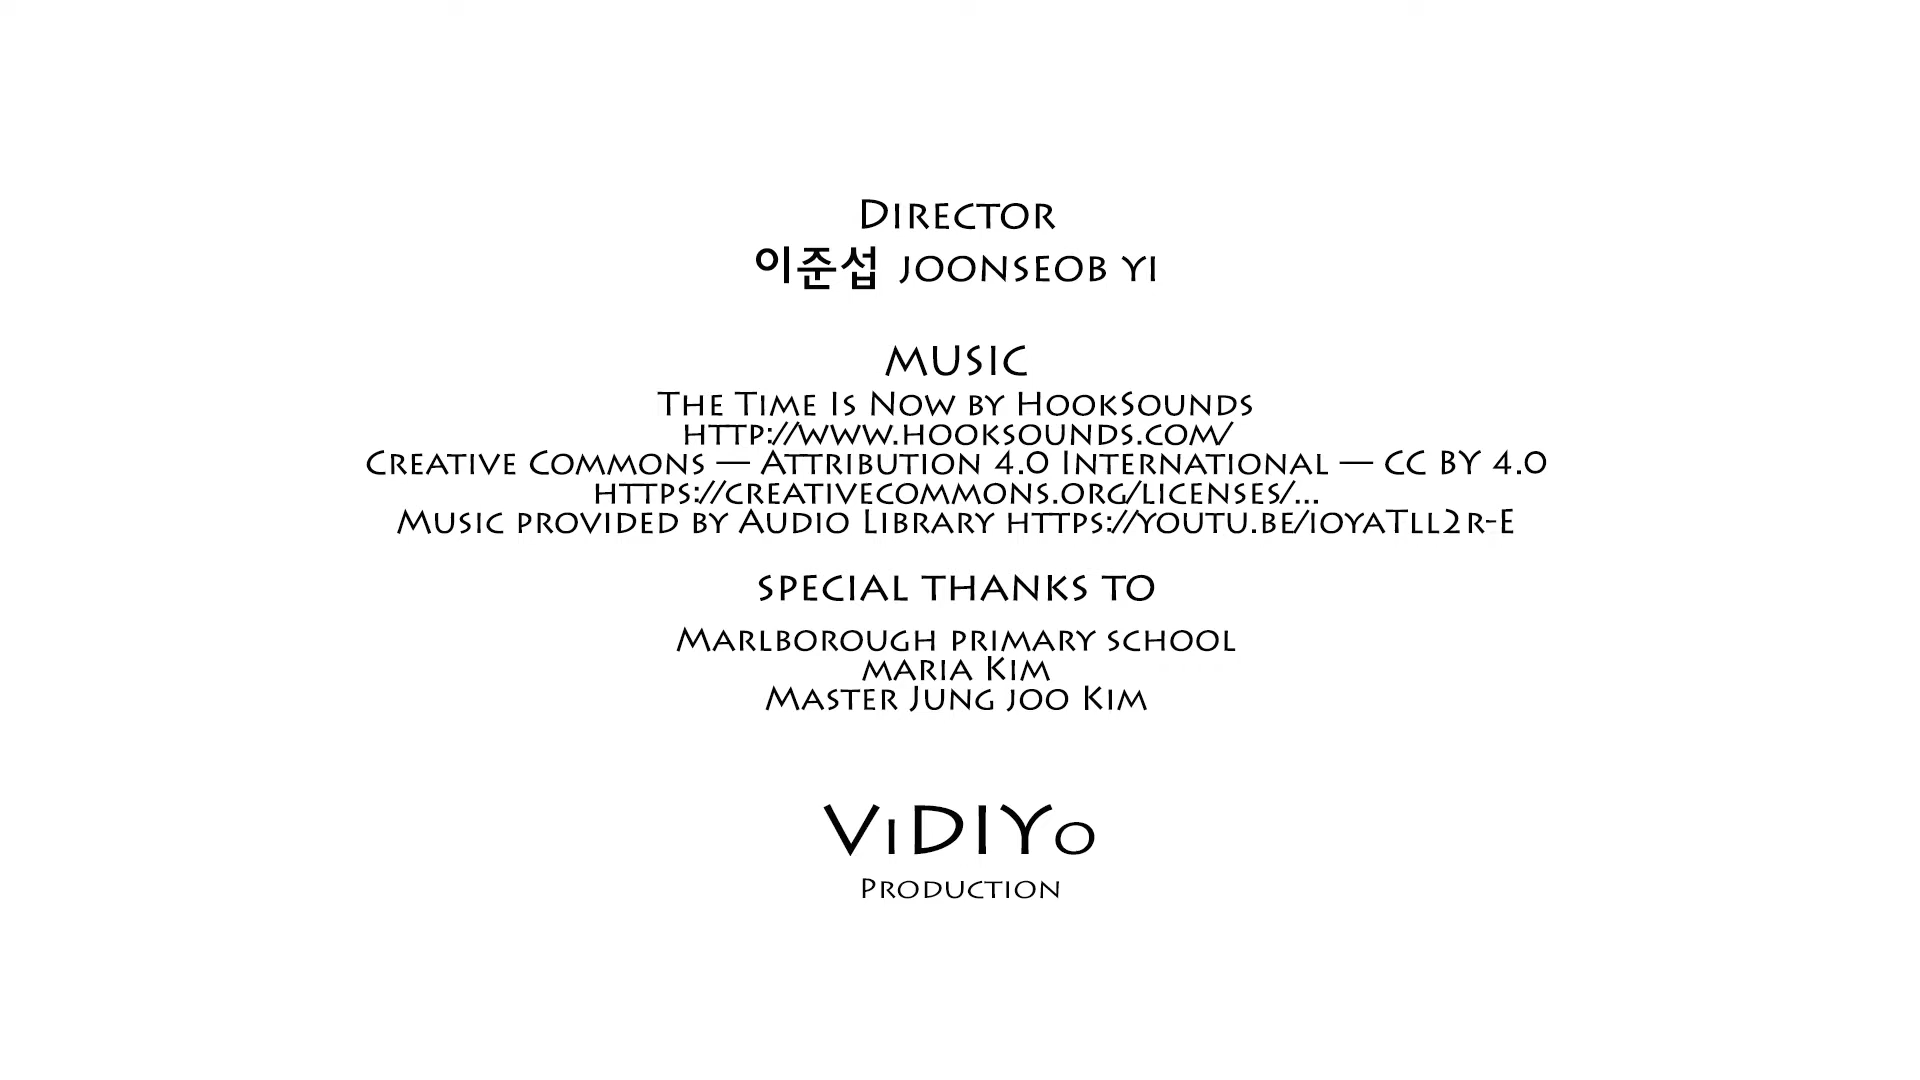 Director
이준섭 JOONSEOB YI
MUSIC
The Time Is Now by HookSounds
http://www.hooksounds.com/
Creative Commons — Attribution 4.0 International — CC BY 4.0
https://creativecommons.org/licenses/...
Music provided by Audio Library https://youtu.be/ioyaTll2r-E
SPECIAL THANKS TO
Marlborough primary school
maria Kim
Master Jung joo Kim
ViDIYo
Production